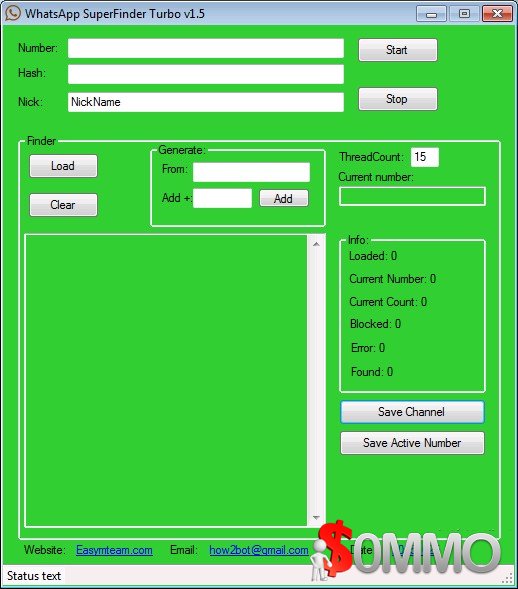 WhatsApp SuperFinder Turbo v1.5
Number:
Start
Hash:
Nick: NickName
Stop
Finder
Load
Clear
Generate:
From:
Add +:
Add
ThreadCount: 15
Current number:
Info:
Loaded: 0
Current Number: 0
Current Count: 0
Blocked: 0
Error: 0
Found: 0
Save Channel
Save Active Number
Website: Easymteam.com Email: how2bot@gmail.com Date
$0MMO
Status text